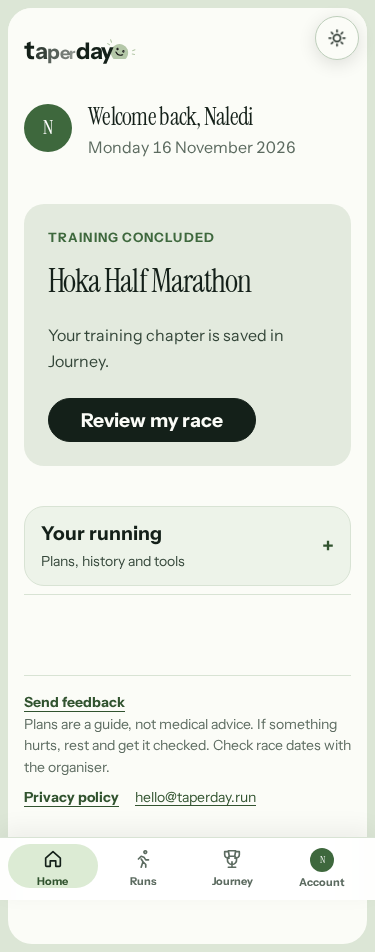 taperday
N
Welcome back, Naledi
Monday 16 November 2026
TRAINING CONCLUDED
Hoka Half Marathon
Your training chapter is saved in
Journey.
Review my race
Your running
Plans, history and tools
+
Send feedback
Plans are a guide, not medical advice. If something
hurts, rest and get it checked. Check race dates with
the organiser.
Privacy policy hello@taperday.run
N
Home Runs Journey Account